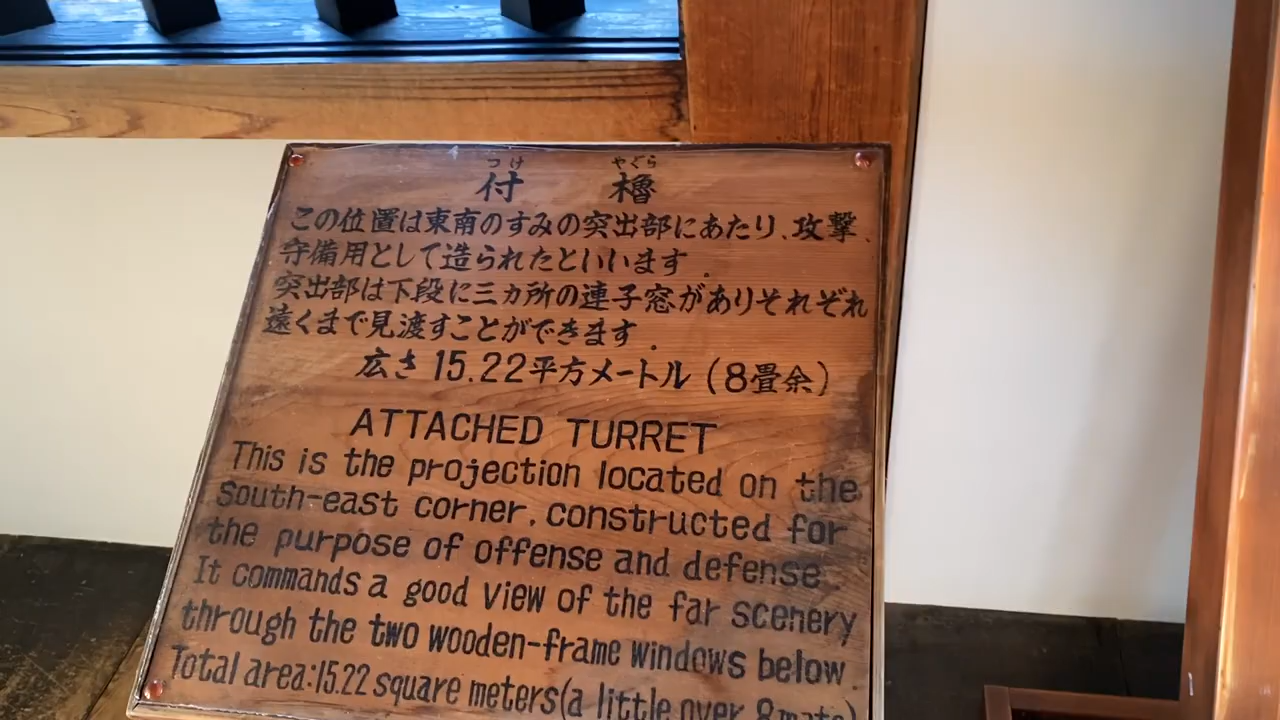 つけ やぐら
付 櫓
この位置は東南のすみの突出部にあたり、攻撃、
守備用として造られたといいます。
突出部は下段に三カ所の連子窓がありそれぞれ
遠くまで見渡すことができます。
広さ 15.22平方メートル (8畳余)
ATTACHED TURRET
This is the projection located on the
south-east corner, constructed for
the purpose of offense and defense.
It commands a good view of the far scenery
through the two wooden-frame windows below
Total area:15.22 square meters(a little over 8 mats)